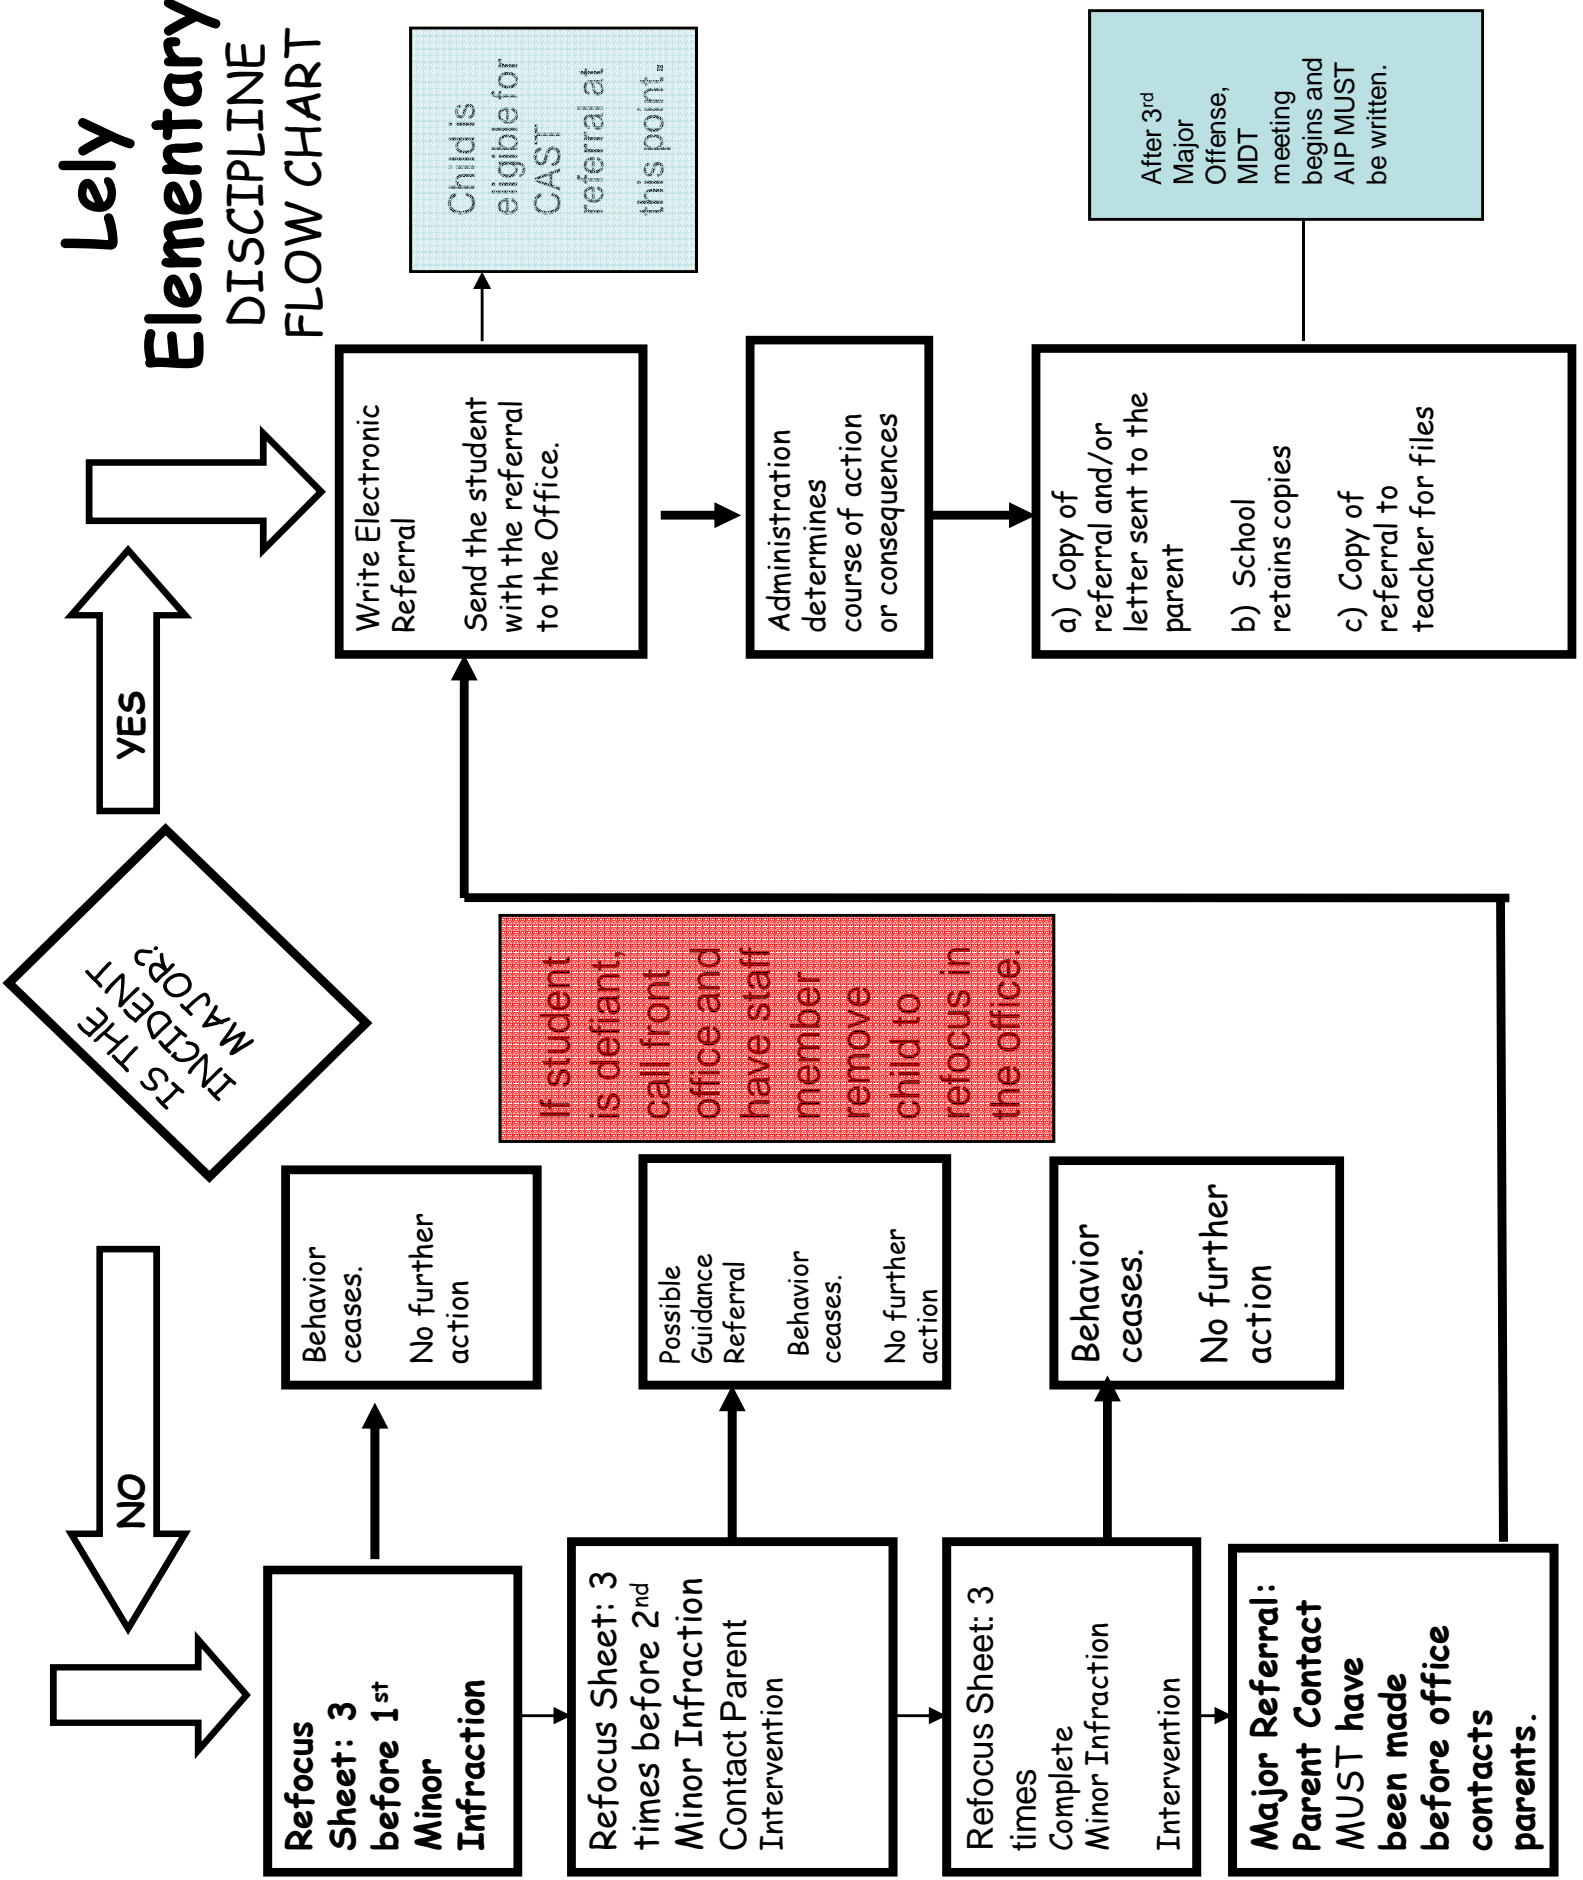 Lely
Elementary
DISCIPLINE
FLOW CHART
IS THE
INCIDENT
MAJOR?
NO
YES
Refocus
Sheet: 3
before 1st
Minor
Infraction
Behavior
ceases.
No further
action
Refocus Sheet: 3
times before 2nd
Minor Infraction
Contact Parent
Intervention
Possible
Guidance
Referral
Behavior
ceases.
No further
action
Refocus Sheet: 3
times
Complete
Minor Infraction
Intervention
Behavior
ceases.
No further
action
Major Referral:
Parent Contact
MUST have
been made
before office
contacts
parents.
If student
is defiant,
call front
office and
have staff
member
remove
child to
refocus in
the office.
Write Electronic
Referral
Send the student
with the referral
to the Office.
Child is
eligible for
CAST
referral at
this point.
Administration
determines
course of action
or consequences
a) Copy of
referral and/or
letter sent to the
parent
b) School
retains copies
c) Copy of
referral to
teacher for files
After 3rd
Major
Offense,
MDT
meeting
begins and
AIP MUST
be written.